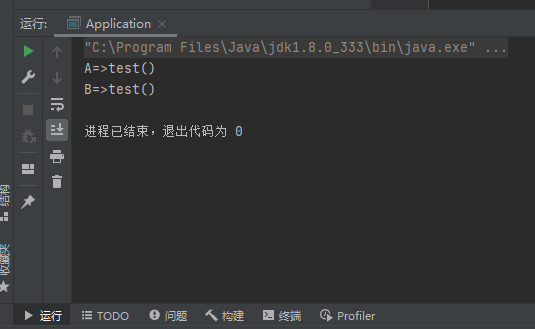 运行: Application
"C:\Program Files\Java\jdk1.8.0_333\bin\java.exe" ...
A=>test()
B=>test()
进程已结束，退出代码为 0
结构
收藏夹
运行 TODO 问题 构建 终端 Profiler